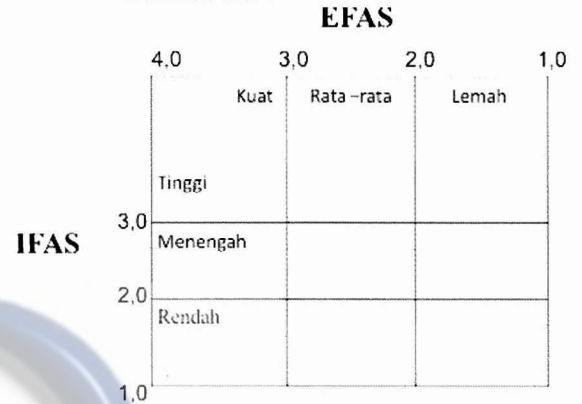 EFAS
4,0 3,0 2,0 1,0
Kuat Rata –rata Lemah
Tinggi
3,0
IFAS
Menengah
2,0
Rendah
1,0